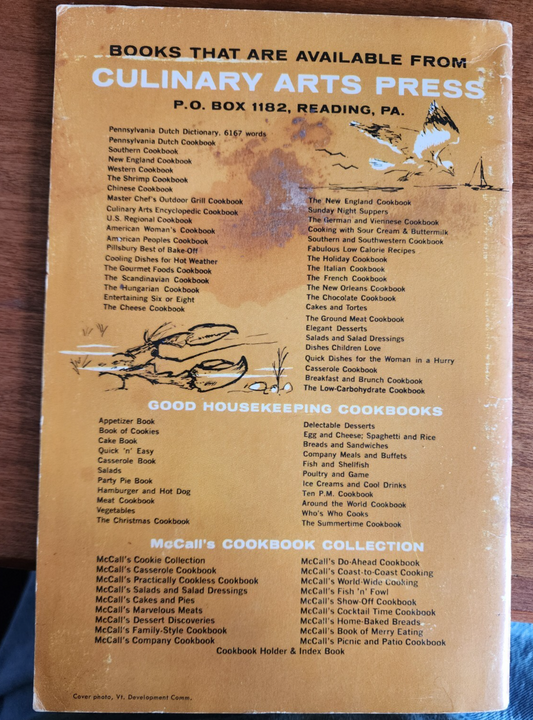 BOOKS THAT ARE AVAILABLE FROM
CULINARY ARTS PRESS
P.O. BOX 1182, READING, PA.
Pennsylvania Dutch Dictionary, 6167 words
Pennsylvania Dutch Cookbook
Southern Cookbook
New England Cookbook
Western Cookbook
The Shrimp Cookbook
Chinese Cookbook
Master Chef's Outdoor Grill Cookbook
Culinary Arts Encyclopedic Cookbook
U.S. Regional Cookbook
American Woman's Cookbook
American Peoples Cookbook
Pillsbury Best of Bake-Off
Cooling Dishes for Hot Weather
The Gourmet Foods Cookbook
The Scandinavian Cookbook
The Hungarian Cookbook
Entertaining Six or Eight
The Cheese Cookbook
The New England Cookbook
Sunday Night Suppers
The German and Viennese Cookbook
Cooking with Sour Cream & Buttermilk
Southern and Southwestern Cookbook
Fabulous Low Calorie Recipes
The Holiday Cookbook
The Italian Cookbook
The French Cookbook
The New Orleans Cookbook
The Chocolate Cookbook
Cakes and Tortes
The Ground Meat Cookbook
Elegant Desserts
Salads and Salad Dressings
Dishes Children Love
Quick Dishes for the Woman in a Hurry
Casserole Cookbook
Breakfast and Brunch Cookbook
The Low-Carbohydrate Cookbook
GOOD HOUSEKEEPING COOKBOOKS
Appetizer Book
Book of Cookies
Cake Book
Quick 'n' Easy
Casserole Book
Salads
Party Pie Book
Hamburger and Hot Dog
Meat Cookbook
Vegetables
The Christmas Cookbook
Delectable Desserts
Egg and Cheese; Spaghetti and Rice
Breads and Sandwiches
Company Meals and Buffets
Fish and Shellfish
Poultry and Game
Ice Creams and Cool Drinks
Ten P.M. Cookbook
Around the World Cookbook
Who's Who Cooks
The Summertime Cookbook
McCall's COOKBOOK COLLECTION
McCall's Cookie Collection
McCall's Casserole Cookbook
McCall's Practically Cookless Cookbook
McCall's Salads and Salad Dressings
McCall's Cakes and Pies
McCall's Marvelous Meats
McCall's Dessert Discoveries
McCall's Family-Style Cookbook
McCall's Company Cookbook
McCall's Do-Ahead Cookbook
McCall's Coast-to-Coast Cooking
McCall's World-Wide Cooking
McCall's Fish 'n' Fowl
McCall's Show-Off Cookbook
McCall's Cocktail Time Cookbook
McCall's Home-Baked Breads
McCall's Book of Merry Eating
McCall's Picnic and Patio Cookbook
Cookbook Holder & Index Book
Cover photo, Vt. Development Comm.